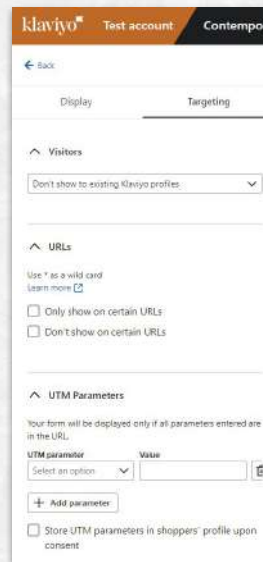 klaviyo Test account Contempo
← Back
Display Targeting
Visitors
Don't show to existing Klaviyo profiles
URLs
Use * as a wild card
Learn more
Only show on certain URLs
Don't show on certain URLs
UTM Parameters
Your form will be displayed only if all parameters entered are
in the URL.
UTM parameter Value
Select an option
+ Add parameter
Store UTM parameters in shoppers' profile upon
consent